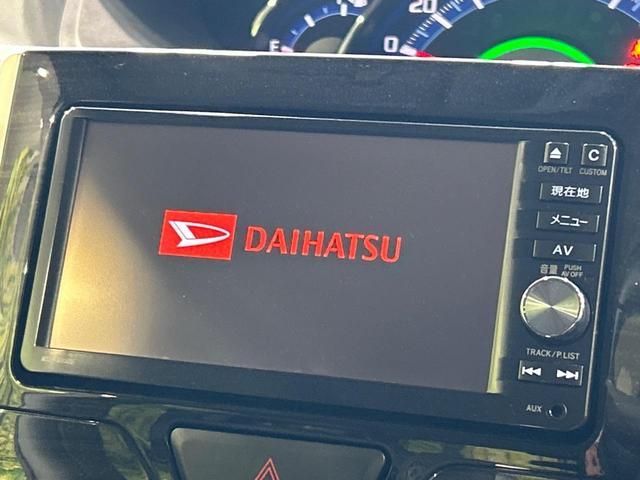 F
0
20
OPEN/TILT
CUSTOM
C
現在地
メニュー
AV
音量
PUSH
AV OFF
DAIHATSU
TRACK/P.LIST
AUX